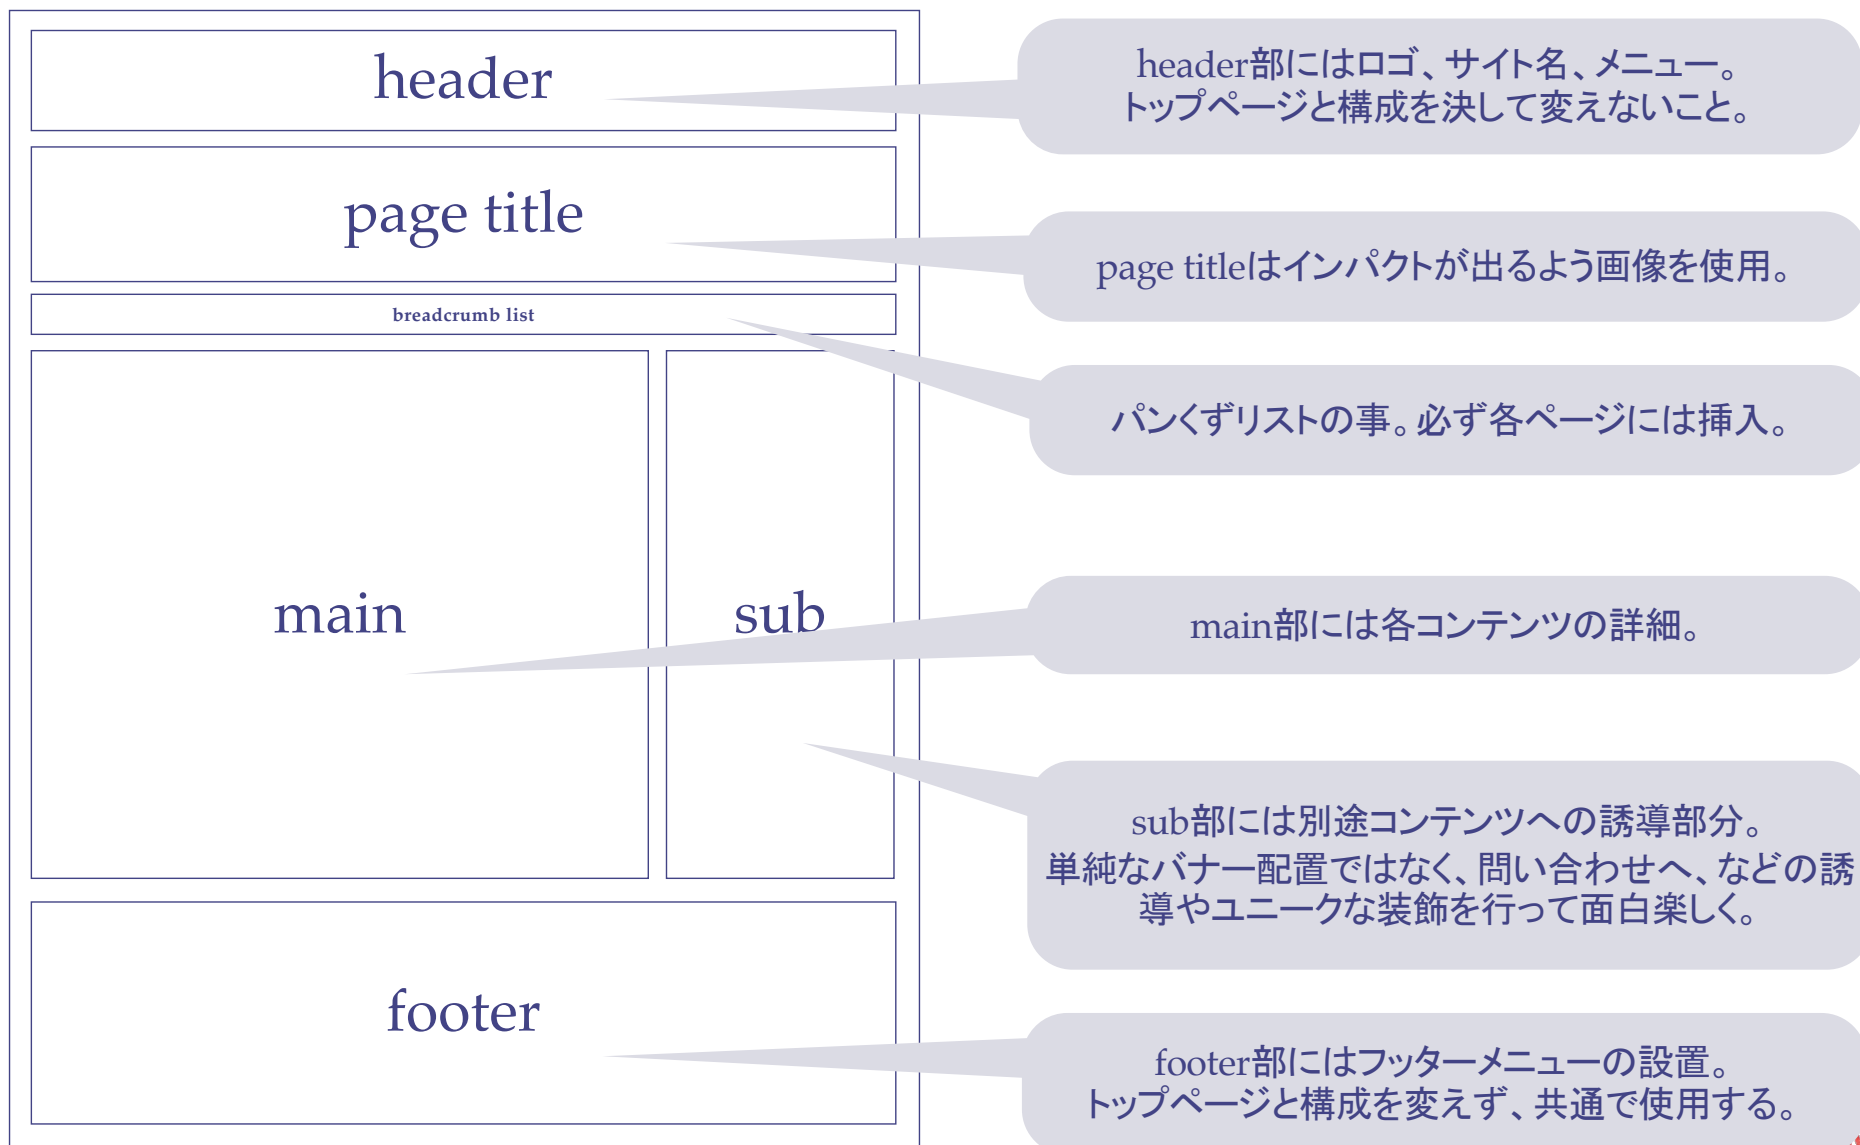 header
header部にはロゴ、サイト名、メニュー。
トップページと構成を決して変えないこと。
page title
page titleはインパクトが出るよう画像を使用。
breadcrumb list
パンくずリストの事。必ず各ページには挿入。
main
sub
main部には各コンテンツの詳細。
sub部には別途コンテンツへの誘導部分。
単純なバナー配置ではなく、問い合わせへ、などの誘
導やユニークな装飾を行って面白楽しく。
footer
footer部にはフッターメニューの設置。
トップページと構成を変えず、共通で使用する。